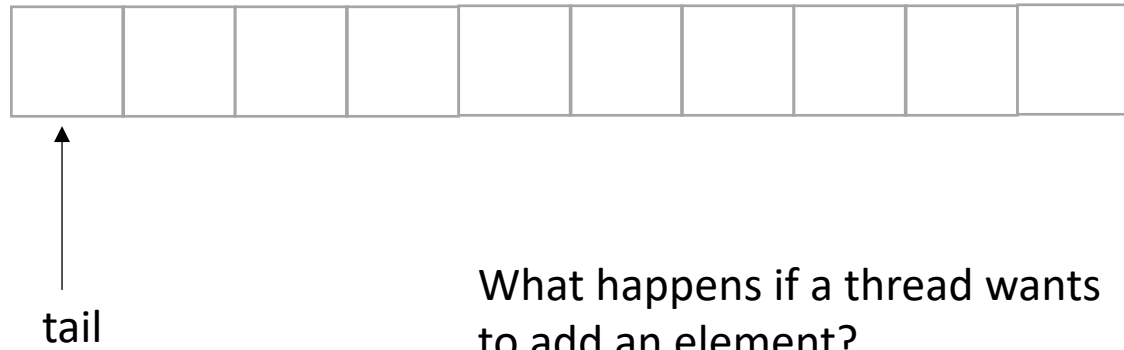 tail
What happens if a thread wants
to add an element?